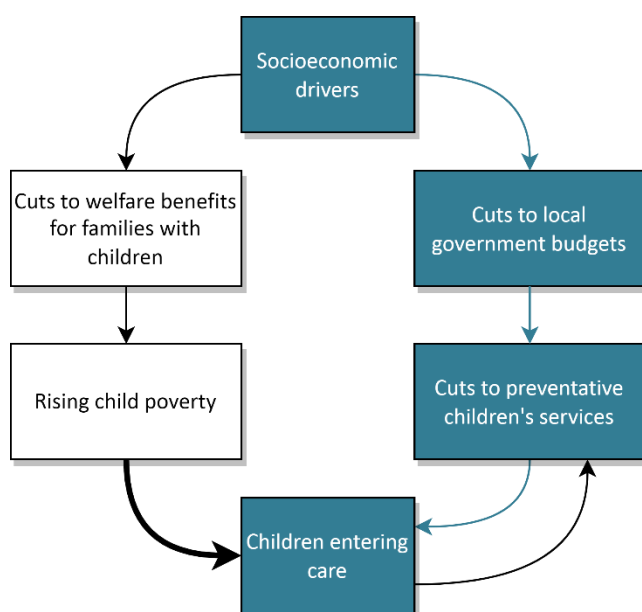 Socioeconomic
drivers
Cuts to welfare benefits
for families with
children
Cuts to local
government budgets
Rising child poverty
Cuts to preventative
children's services
Children entering
care